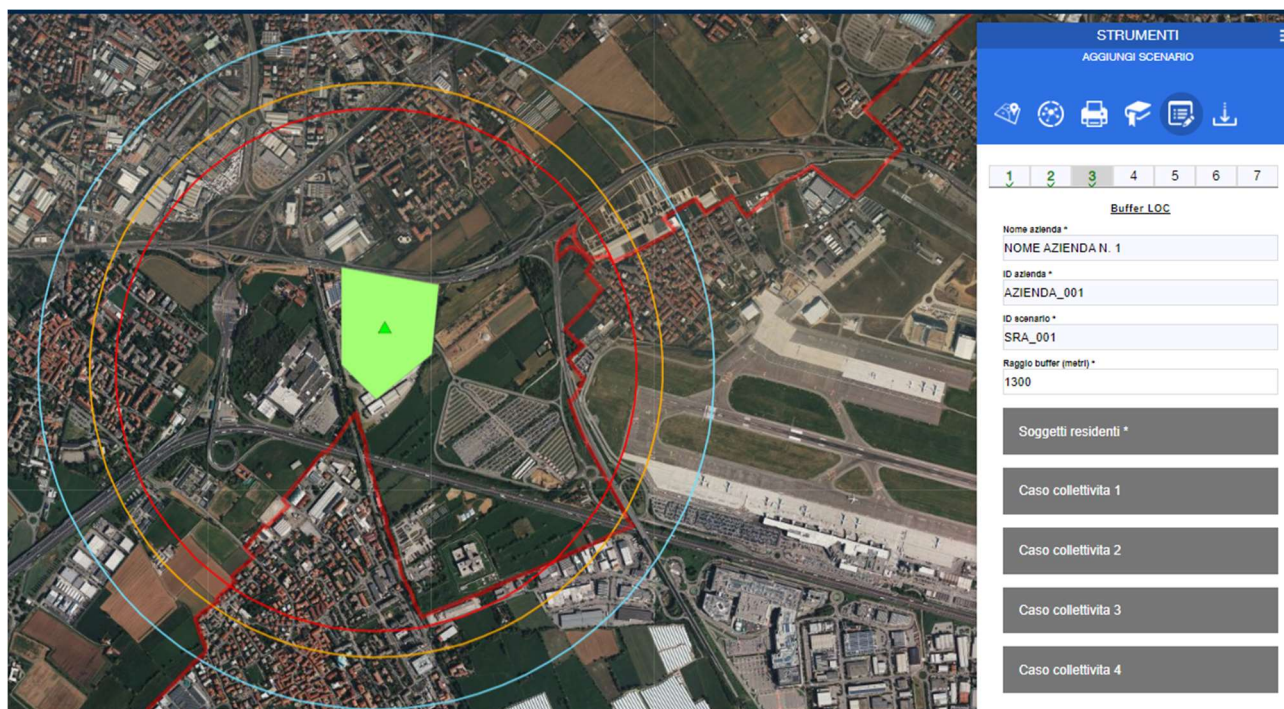 STRUMENTI
AGGIUNGI SCENARIO
1 2 3 4 5 6 7
Buffer LOC
Nome azienda *
NOME AZIENDA N. 1
ID azienda *
AZIENDA_001
ID scenario *
SRA_001
Raggio buffer (metri) *
1300
Soggetti residenti *
Caso collettivita 1
Caso collettivita 2
Caso collettivita 3
Caso collettivita 4